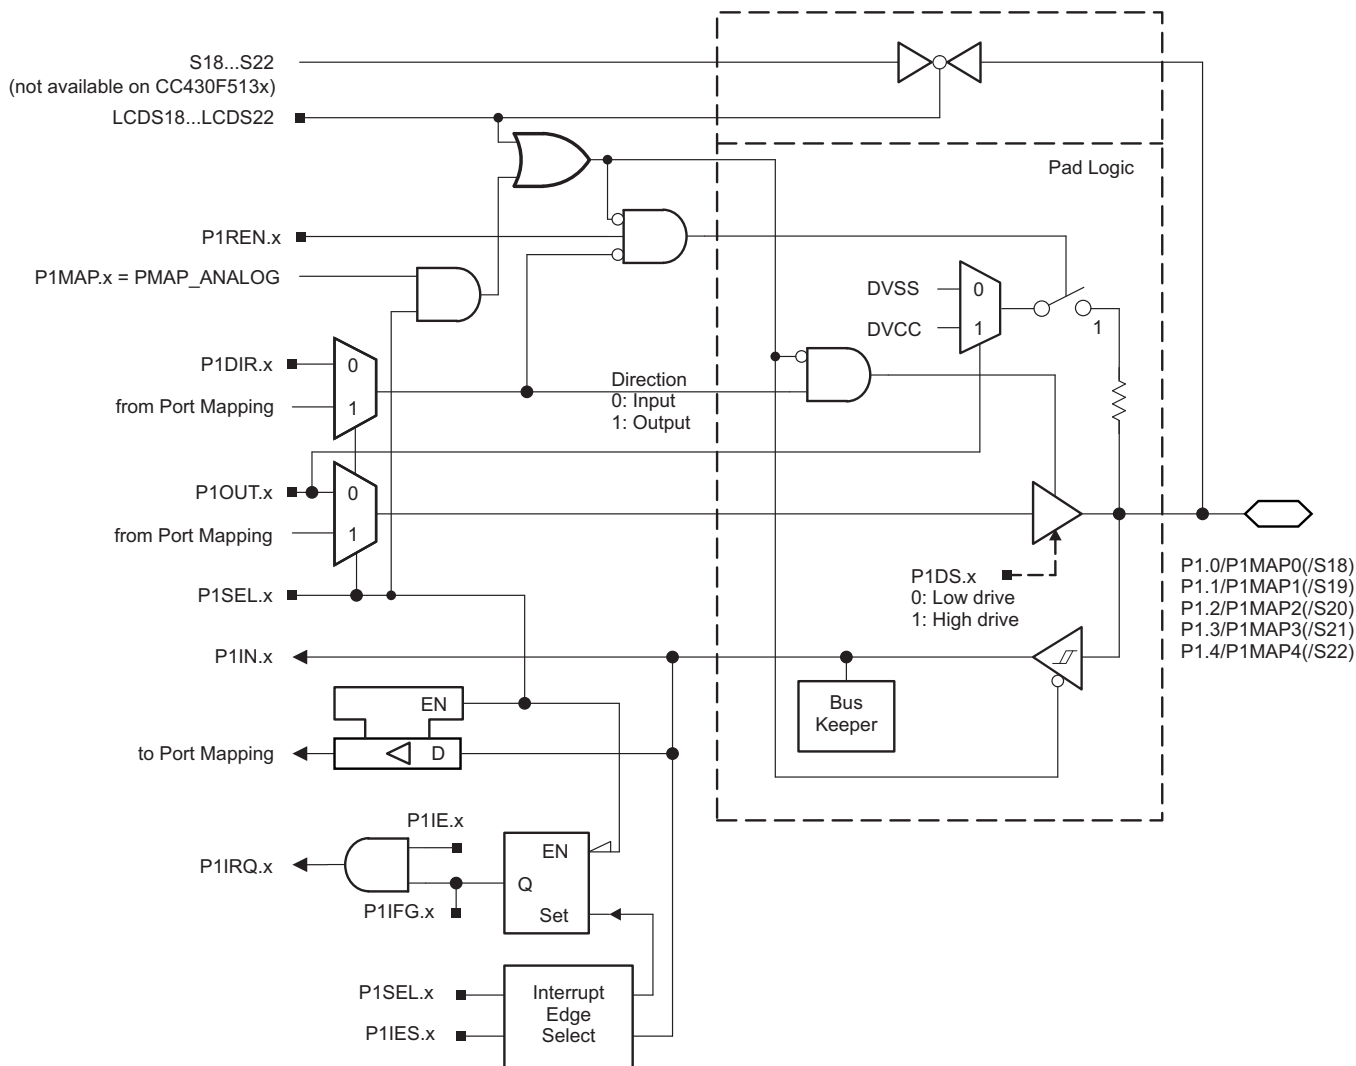 S18...S22
(not available on CC430F513x)
LCDS18...LCDS22
Pad Logic
P1REN.x
P1MAP.x = PMAP_ANALOG
DVSS
0
DVCC
1
1
P1DIR.x
0
from Port Mapping
1
Direction
0: Input
1: Output
P1OUT.x
0
from Port Mapping
1
P1DS.x
0: Low drive
1: High drive
P1.0/P1MAP0(/S18)
P1.1/P1MAP1(/S19)
P1.2/P1MAP2(/S20)
P1.3/P1MAP3(/S21)
P1.4/P1MAP4(/S22)
P1SEL.x
P1IN.x
Bus
Keeper
EN
to Port Mapping
D
P1IE.x
P1IRQ.x
EN
Q
P1IFG.x
Set
P1SEL.x
P1IES.x
Interrupt
Edge
Select